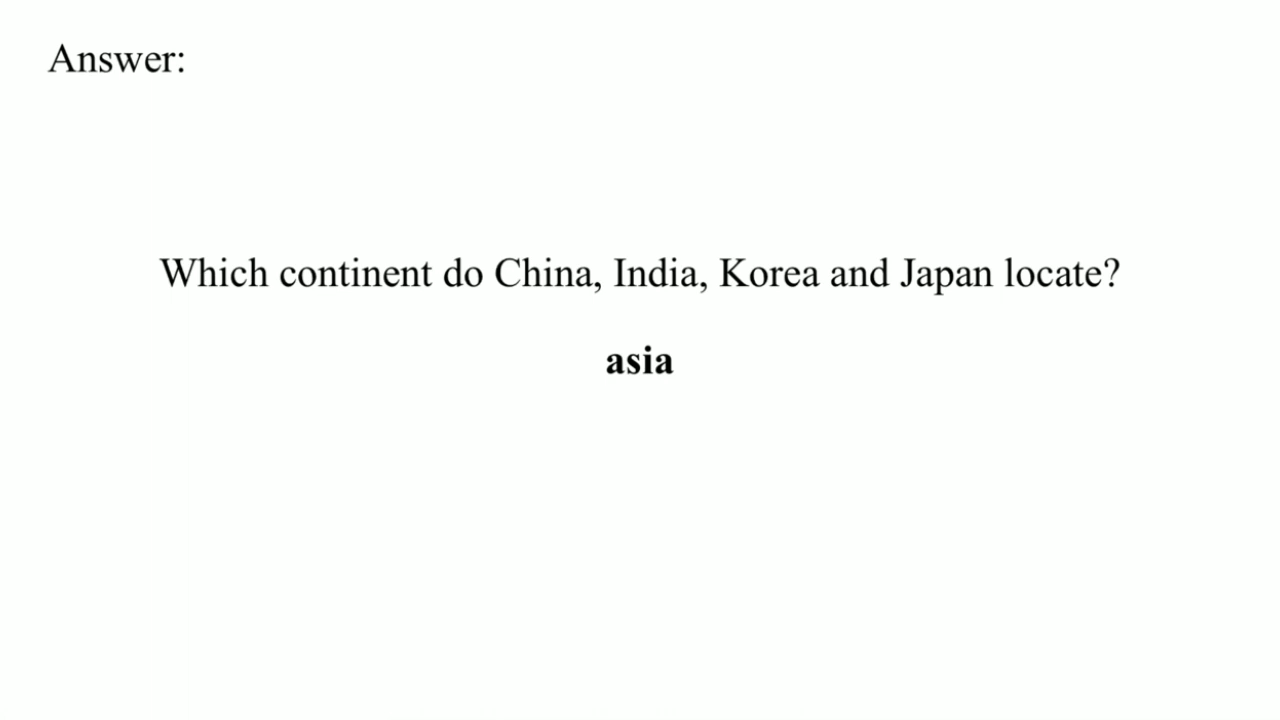 Answer:
Which continent do China, India, Korea and Japan locate?
asia